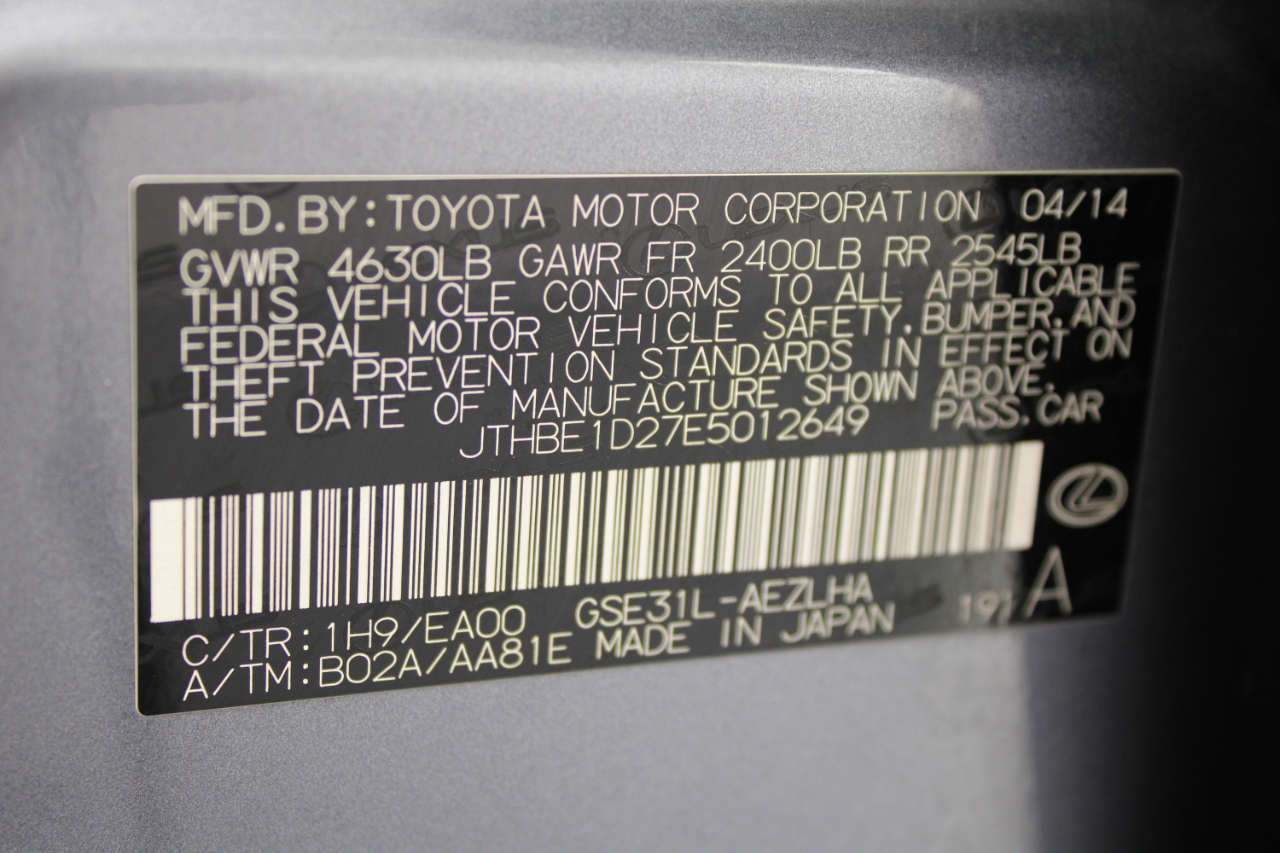 MFD.BY:TOYOTA MOTOR CORPORATION 04/14
GVWR 4630LB GAWR FR 2400LB RR 2545LB
THIS VEHICLE CONFORMS TO ALL APPLICABLE
FEDERAL MOTOR VEHICLE SAFETY,BUMPER,AND
THEFT PREVENTION STANDARDS IN EFFECT ON
THE DATE OF MANUFACTURE SHOWN ABOVE.
JTHBE1D27E5012649 PASS.CAR
C/TR:1H9/EA00 GSE31L-AEZLHA
A/TM:B02A/AA81E MADE IN JAPAN
A